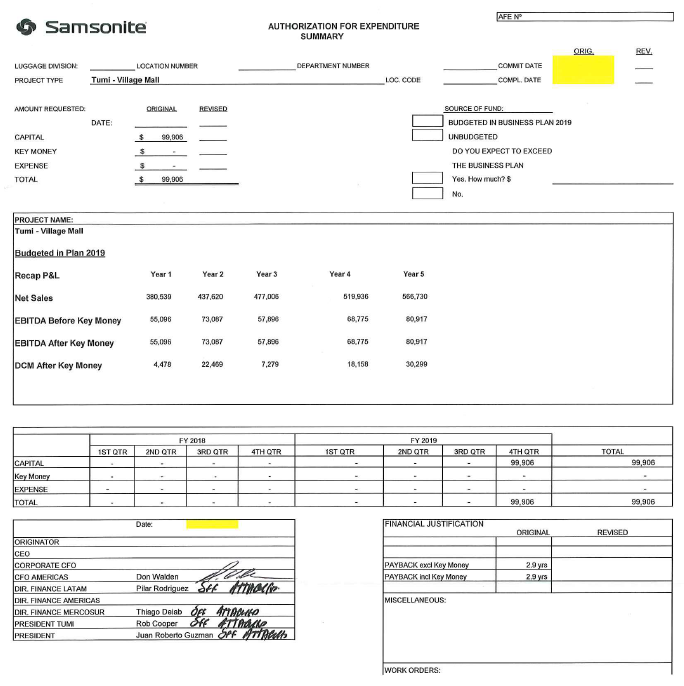 AFE Nº
Samsonite
AUTHORIZATION FOR EXPENDITURE
SUMMARY
ORIG. REV.
LUGGAGE DIVISION: LOCATION NUMBER DEPARTMENT NUMBER COMMIT DATE
PROJECT TYPE Tumi - Village Mall LOC. CODE COMPL. DATE
AMOUNT REQUESTED: ORIGINAL REVISED SOURCE OF FUND:
DATE: BUDGETED IN BUSINESS PLAN 2019
CAPITAL $ 99,906 UNBUDGETED
KEY MONEY $ - DO YOU EXPECT TO EXCEED
EXPENSE $ - THE BUSINESS PLAN
TOTAL $ 99,906 Yes. How much? $
No.
PROJECT NAME:
Tumi - Village Mall
Budgeted in Plan 2019
Recap P&L Year 1 Year 2 Year 3 Year 4 Year 5
Net Sales 380,539 437,620 477,006 519,936 566,730
EBITDA Before Key Money 55,096 73,087 57,896 68,775 80,917
EBITDA After Key Money 55,096 73,087 57,896 68,775 80,917
DCM After Key Money 4,478 22,469 7,279 18,158 30,299
FY 2018 FY 2019
1ST QTR 2ND QTR 3RD QTR 4TH QTR 1ST QTR 2ND QTR 3RD QTR 4TH QTR TOTAL
CAPITAL - - - - - - - 99,906 99,906
Key Money - - - - - - - - -
EXPENSE - - - - - - - - -
TOTAL - - - - - - - 99,906 99,906
Date: FINANCIAL JUSTIFICATION
ORIGINAL REVISED
ORIGINATOR
CEO
CORPORATE CFO PAYBACK excl Key Money 2.9 yrs
CFO AMERICAS Don Walden PAYBACK incl Key Money 2.9 yrs
DIR. FINANCE LATAM Pilar Rodriguez SEE ATTACHED
DIR. FINANCE AMERICAS MISCELLANEOUS:
DIR. FINANCE MERCOSUR Thiago Delab SEE ATTACHED
PRESIDENT TUMI Rob Cooper SEE ATTACHED
PRESIDENT Juan Roberto Guzman SEE ATTACHED
WORK ORDERS: